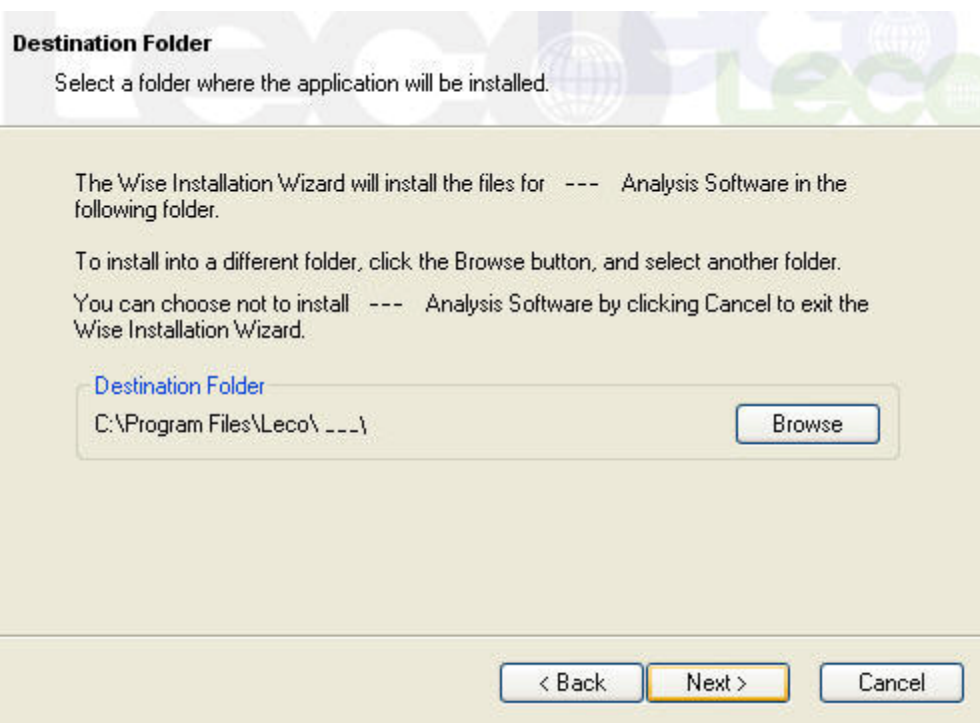 Destination Folder
Select a folder where the application will be installed.
The Wise Installation Wizard will install the files for --- Analysis Software in the
following folder.
To install into a different folder, click the Browse button, and select another folder.
You can choose not to install --- Analysis Software by clicking Cancel to exit the
Wise Installation Wizard.
Destination Folder
C:\Program Files\Leco\ ___\
Browse
< Back
Next >
Cancel